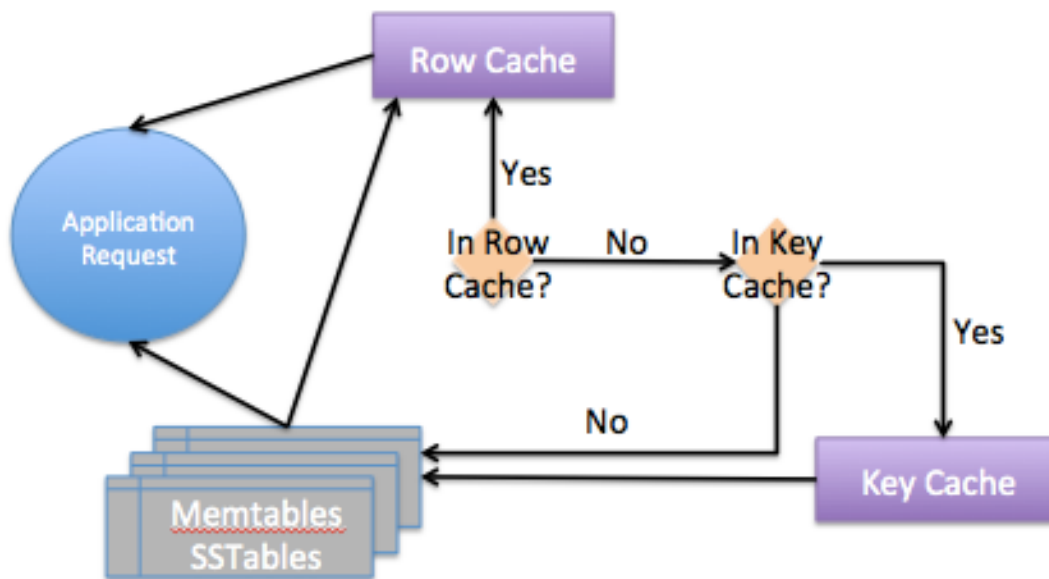 Row Cache
Yes
Application
Request
In Row
Cache?
No
In Key
Cache?
Yes
No
Memtables
SSTables
Key Cache